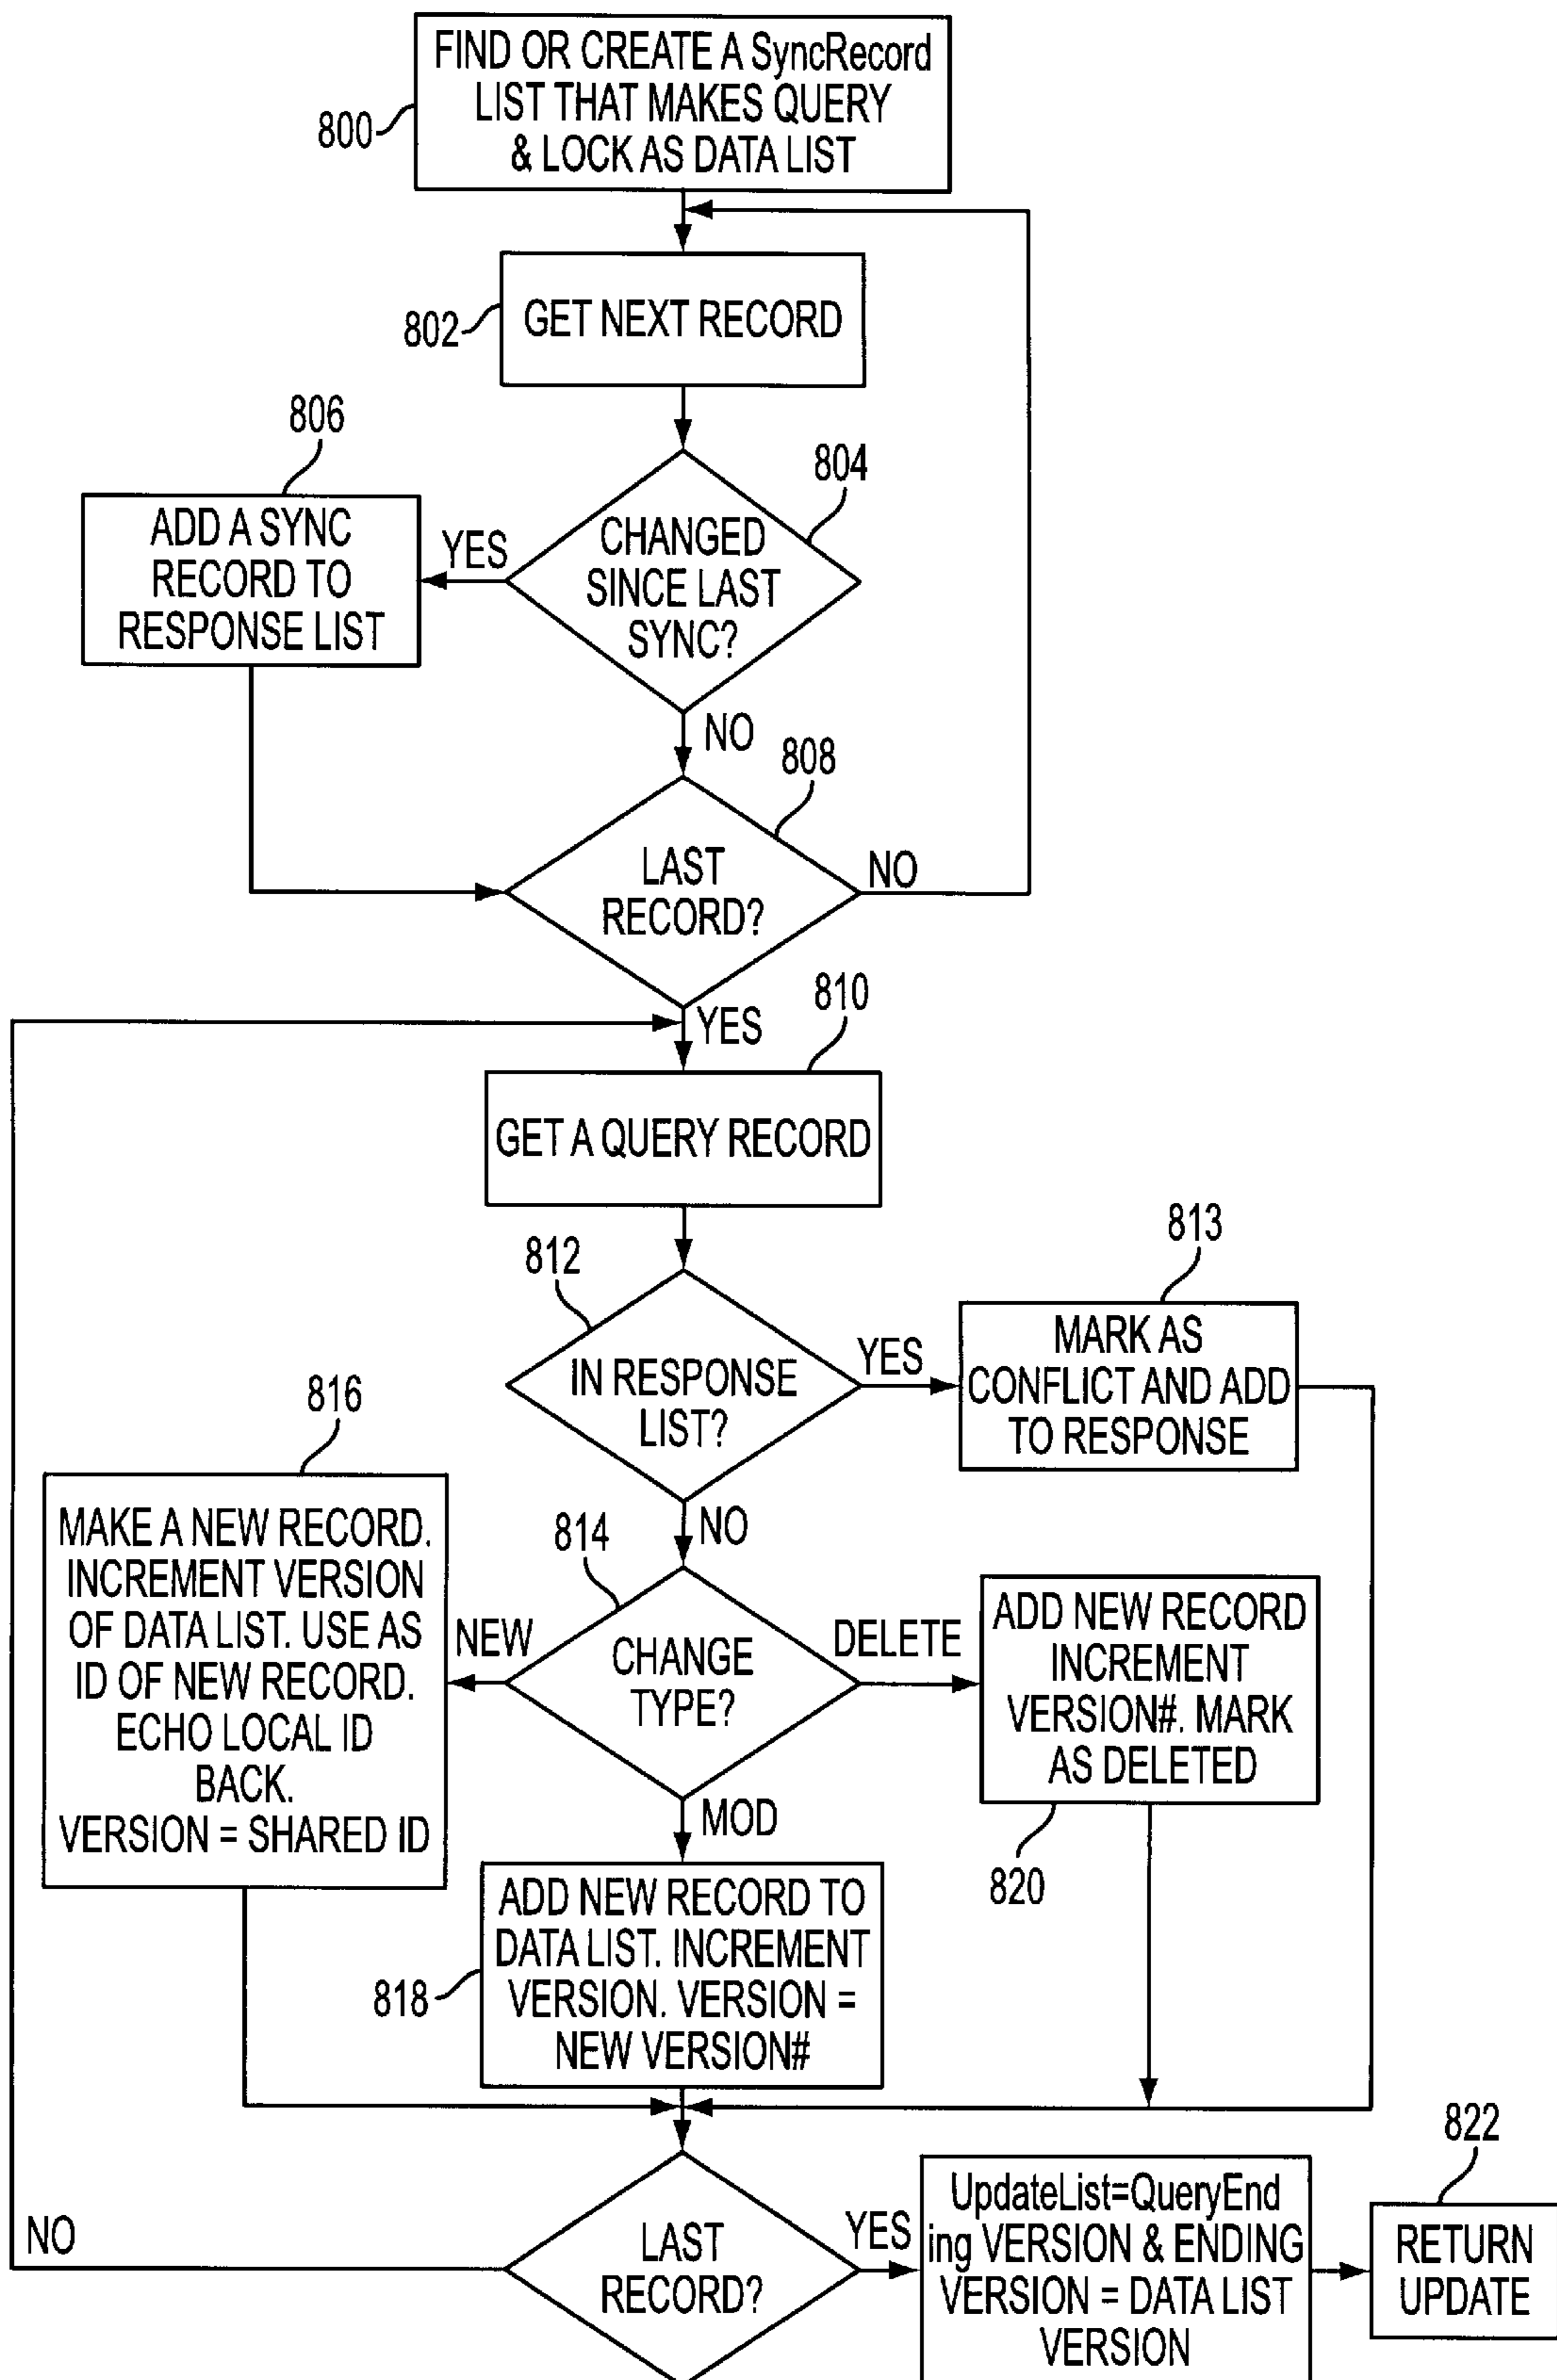 FIND OR CREATE A SyncRecord
LIST THAT MAKES QUERY
& LOCK AS DATA LIST
800
GET NEXT RECORD
802
806
804
ADD A SYNC
RECORD TO
RESPONSE LIST
YES
CHANGED
SINCE LAST
SYNC?
NO
808
LAST
RECORD?
NO
YES
810
GET A QUERY RECORD
812
813
IN RESPONSE
LIST?
YES
MARK AS
CONFLICT AND ADD
TO RESPONSE
816
NO
814
MAKE A NEW RECORD.
INCREMENT VERSION
OF DATA LIST. USE AS
ID OF NEW RECORD.
ECHO LOCAL ID
BACK.
VERSION = SHARED ID
NEW
CHANGE
TYPE?
DELETE
ADD NEW RECORD
INCREMENT
VERSION#. MARK
AS DELETED
820
MOD
ADD NEW RECORD TO
DATA LIST. INCREMENT
VERSION. VERSION =
NEW VERSION#
818
NO
LAST
RECORD?
YES
UpdateList=QueryEnd
ing VERSION & ENDING
VERSION = DATA LIST
VERSION
822
RETURN
UPDATE